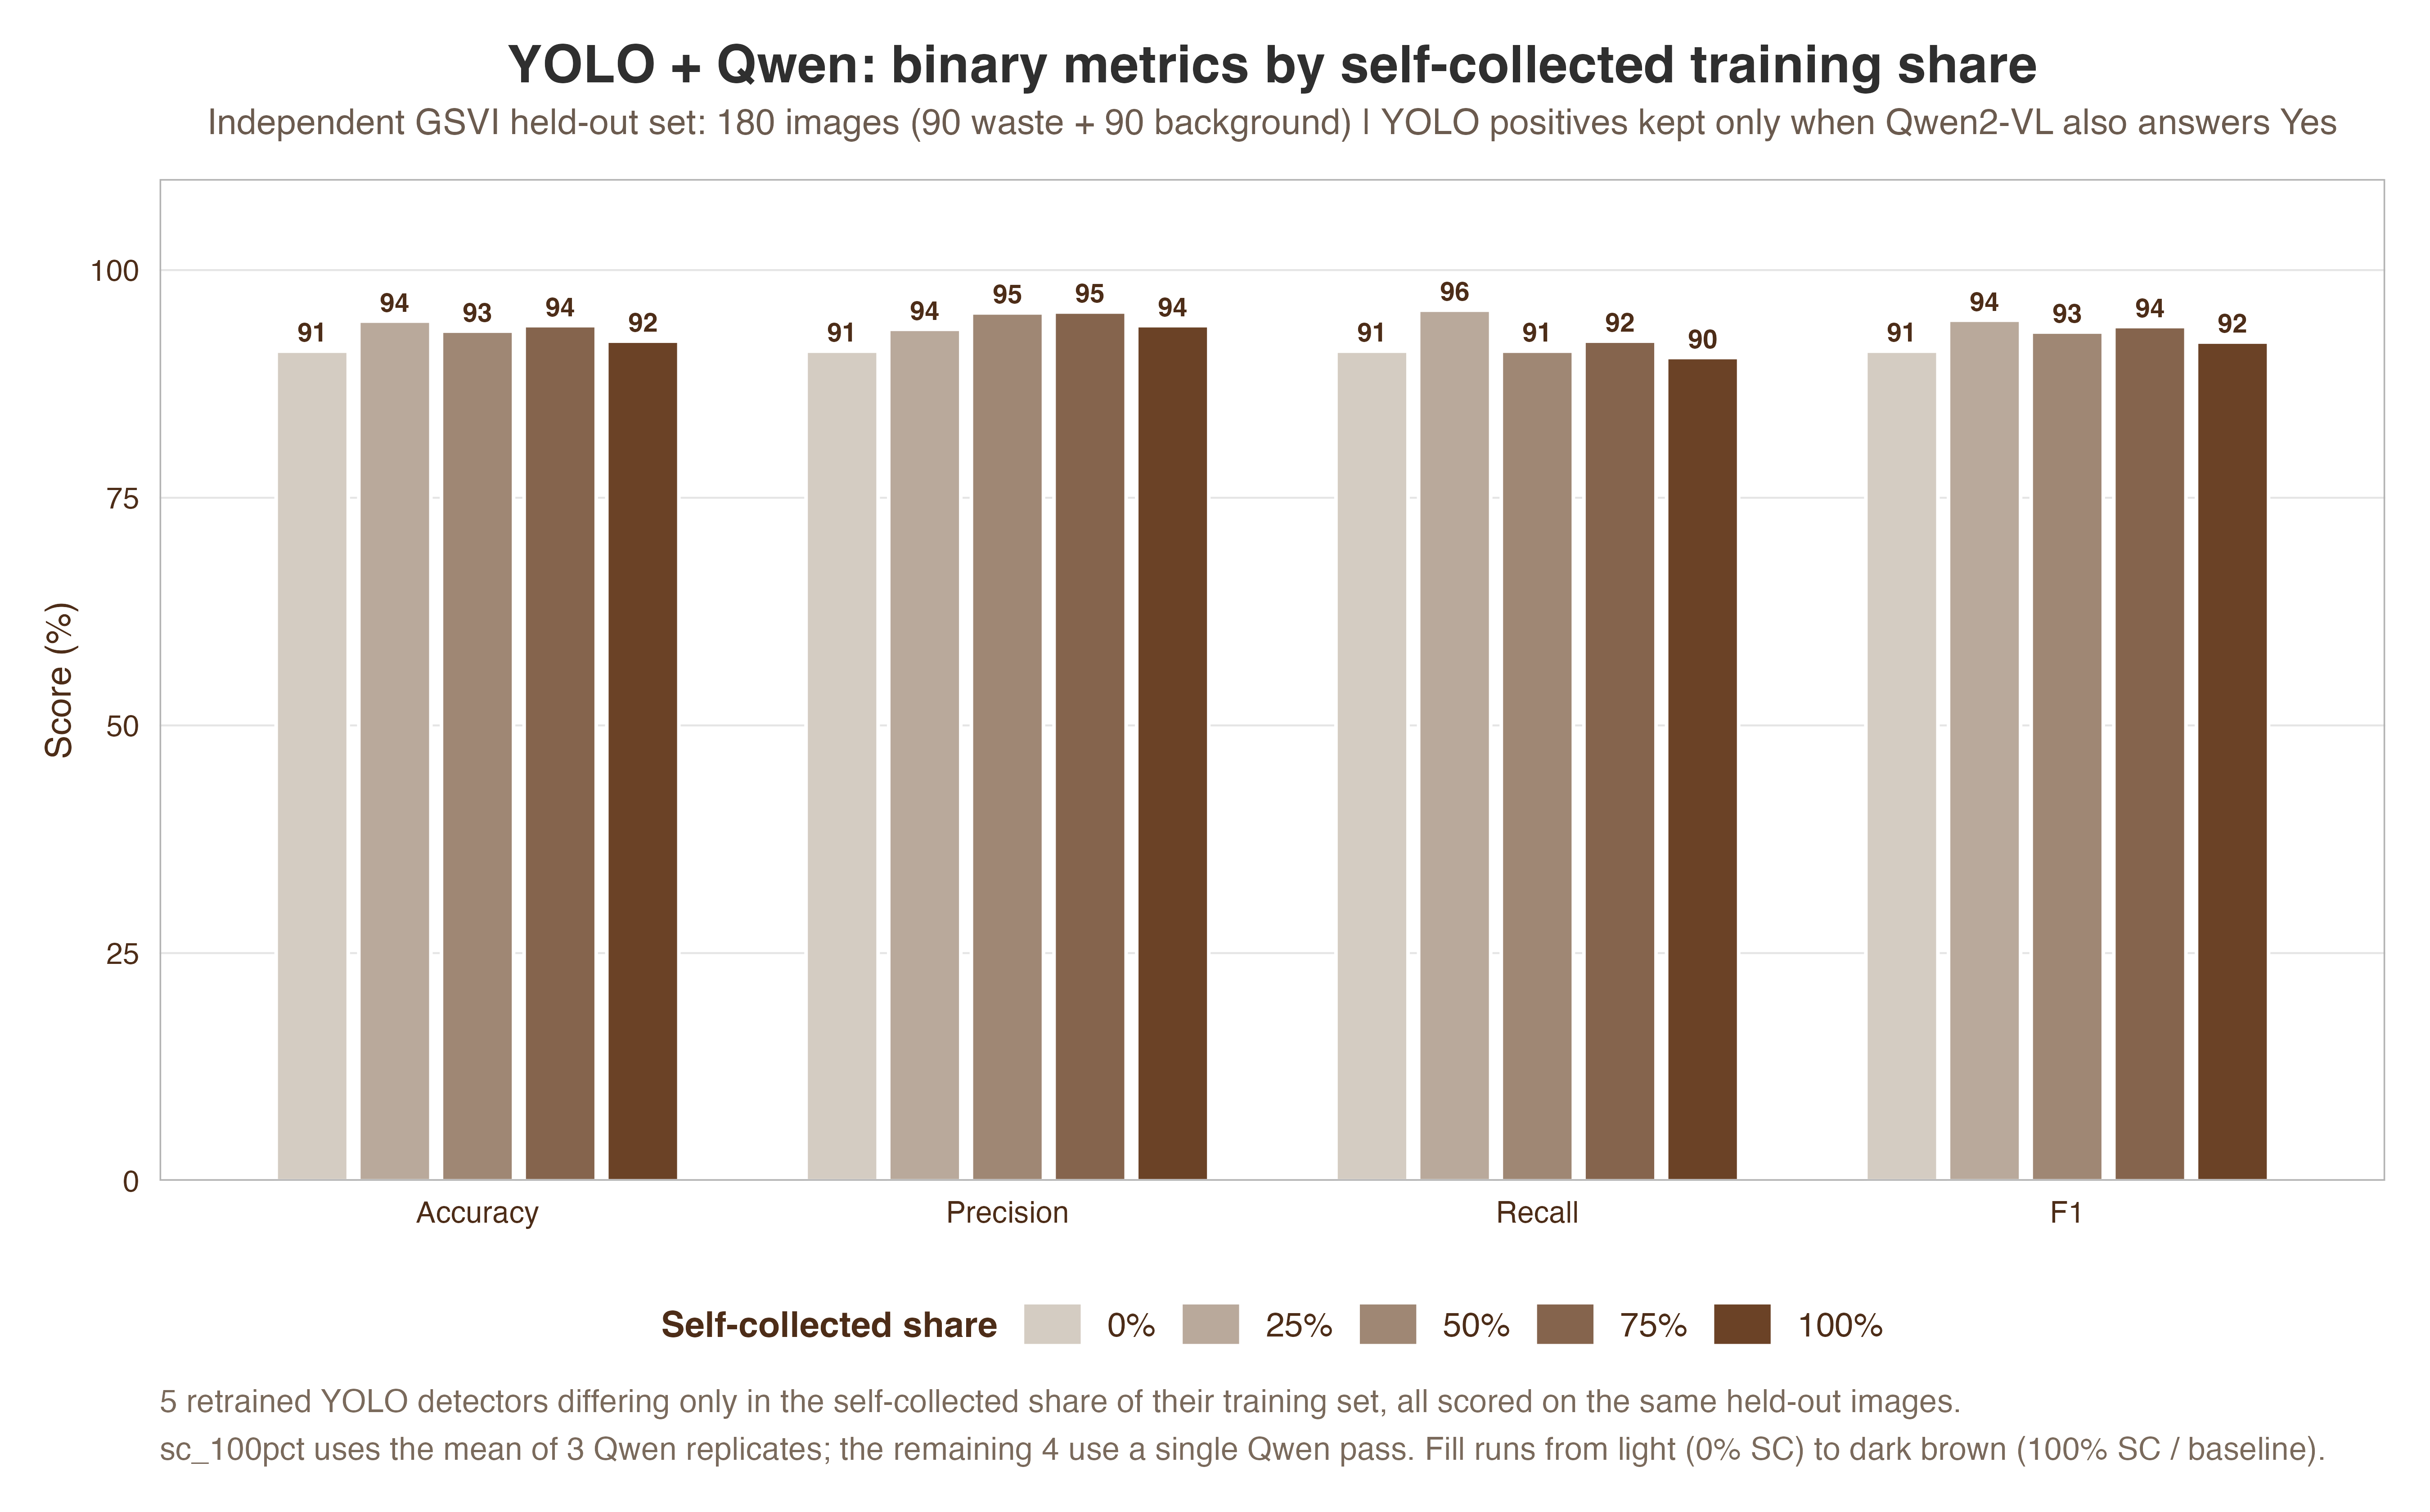 YOLO + Qwen: binary metrics by self-collected training share
Independent GSVI held-out set: 180 images (90 waste + 90 background) | YOLO positives kept only when Qwen2-VL also answers Yes
Score (%)
100
75
50
25
0
91 94 93 94 92
91 94 95 95 94
91 96 91 92 90
91 94 93 94 92
Accuracy Precision Recall F1
Self-collected share 0% 25% 50% 75% 100%
5 retrained YOLO detectors differing only in the self-collected share of their training set, all scored on the same held-out images.
sc_100pct uses the mean of 3 Qwen replicates; the remaining 4 use a single Qwen pass. Fill runs from light (0% SC) to dark brown (100% SC / baseline).